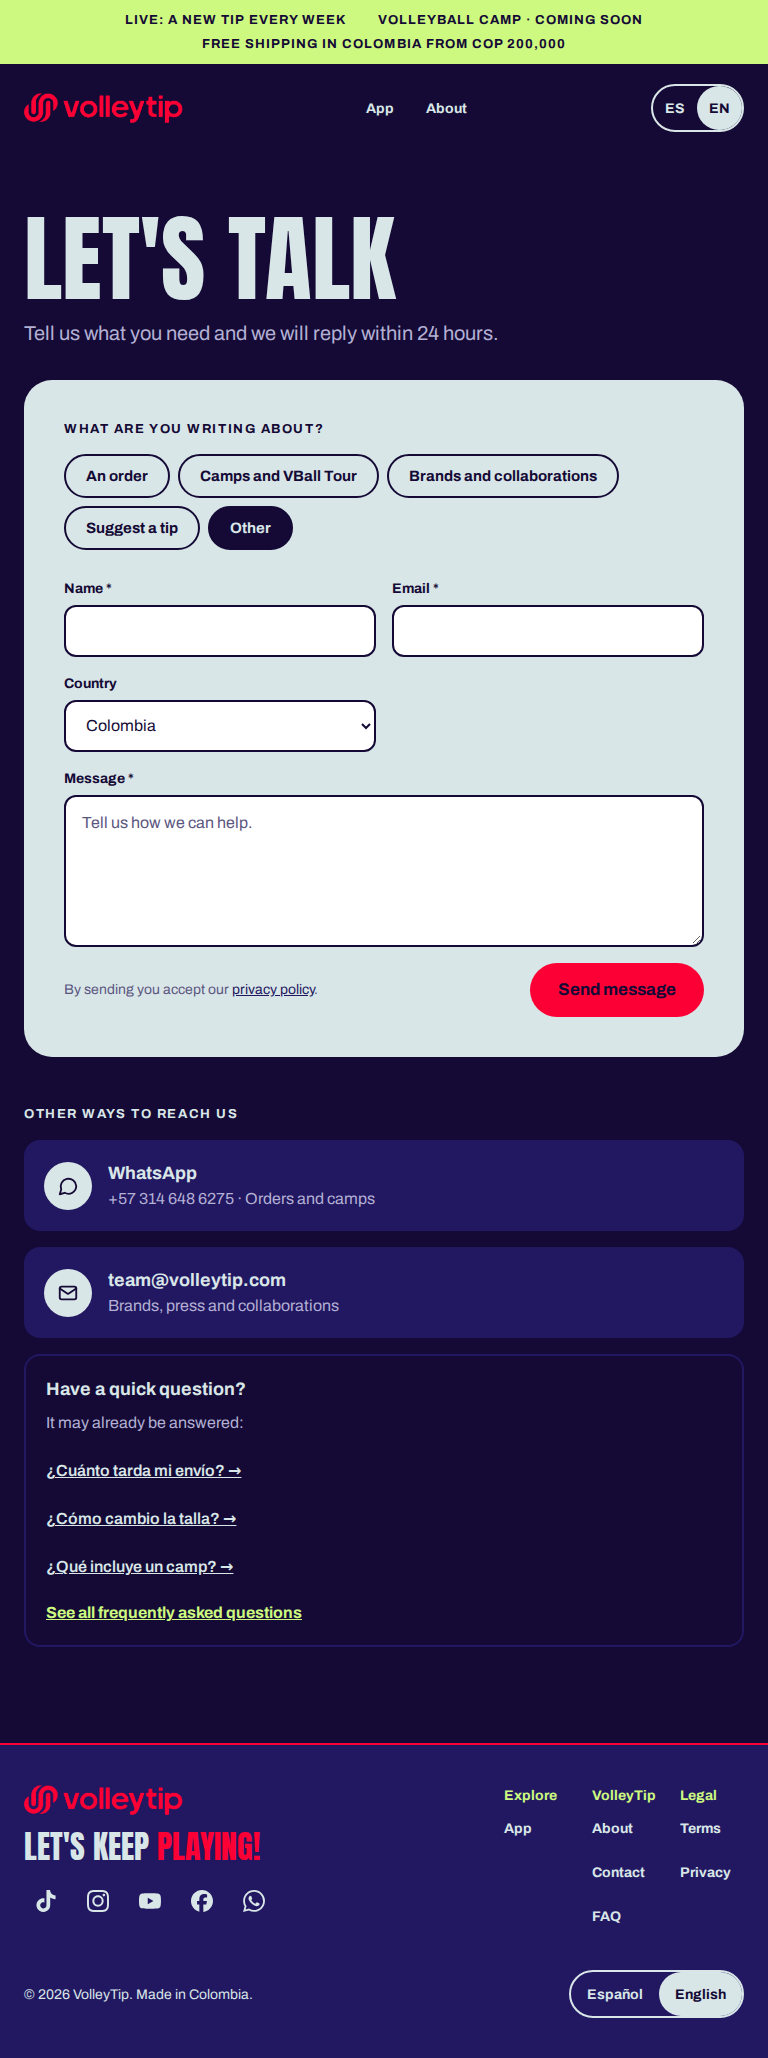 LIVE: A NEW TIP EVERY WEEK VOLLEYBALL CAMP · COMING SOON
FREE SHIPPING IN COLOMBIA FROM COP 200,000
volleytip App About ES EN
LET'S TALK
Tell us what you need and we will reply within 24 hours.
WHAT ARE YOU WRITING ABOUT?
An order Camps and VBall Tour Brands and collaborations
Suggest a tip Other
Name * Email *
Country
Colombia
Message *
Tell us how we can help.
By sending you accept our privacy policy. Send message
OTHER WAYS TO REACH US
WhatsApp
+57 314 648 6275 · Orders and camps
team@volleytip.com
Brands, press and collaborations
Have a quick question?
It may already be answered:
¿Cuánto tarda mi envío? →
¿Cómo cambio la talla? →
¿Qué incluye un camp? →
See all frequently asked questions
volleytip
LET'S KEEP PLAYING!
Explore VolleyTip Legal
App About Terms
Contact Privacy
FAQ
© 2026 VolleyTip. Made in Colombia. Español English